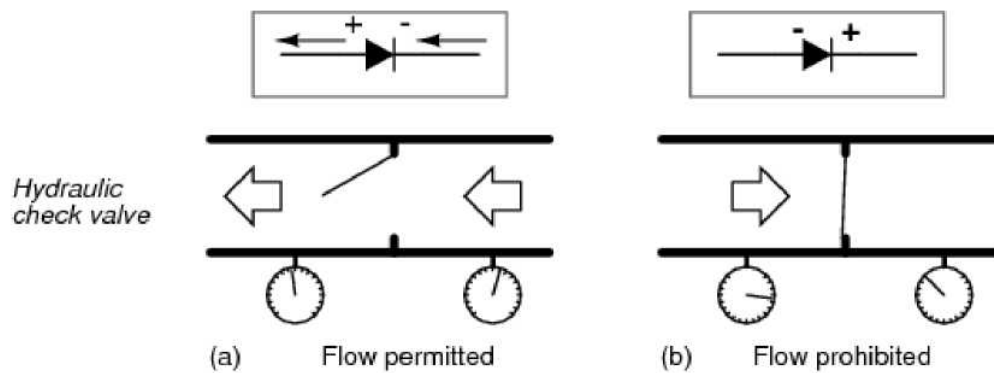 + -
- +
Hydraulic
check valve
(a) Flow permitted
(b) Flow prohibited